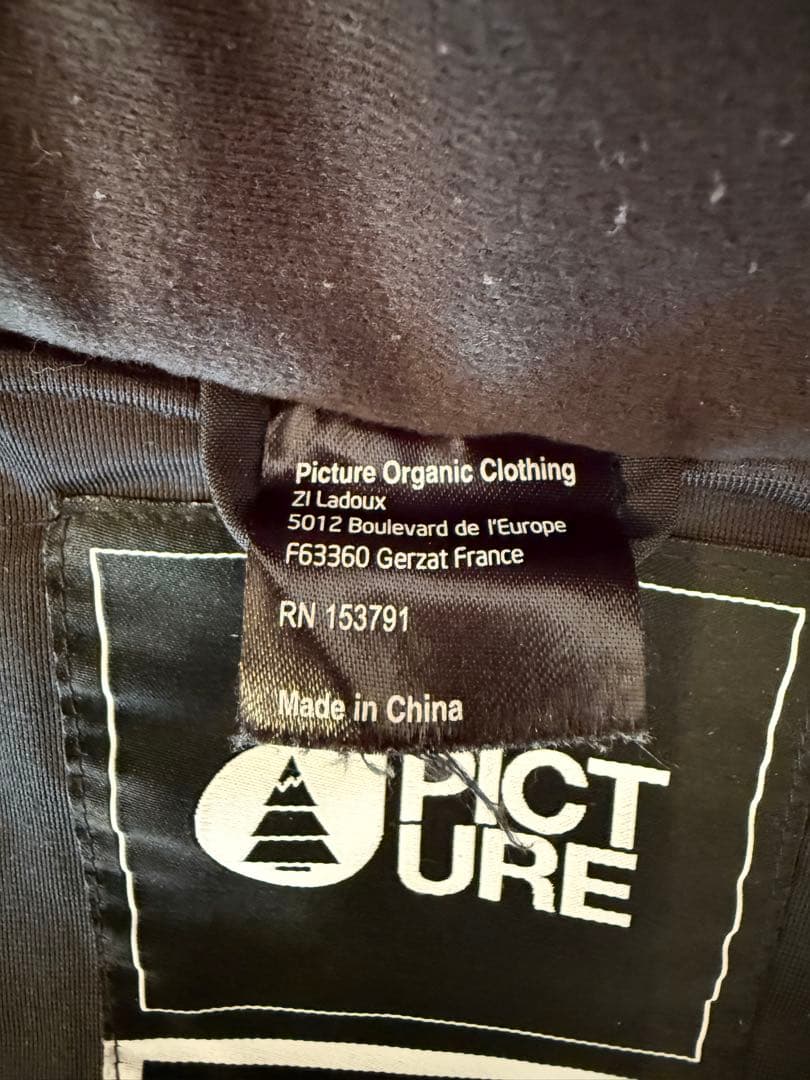 Picture Organic Clothing
ZI Ladoux
5012 Boulevard de l'Europe
F63360 Gerzat France
RN 153791
Made in China
PICT
URE